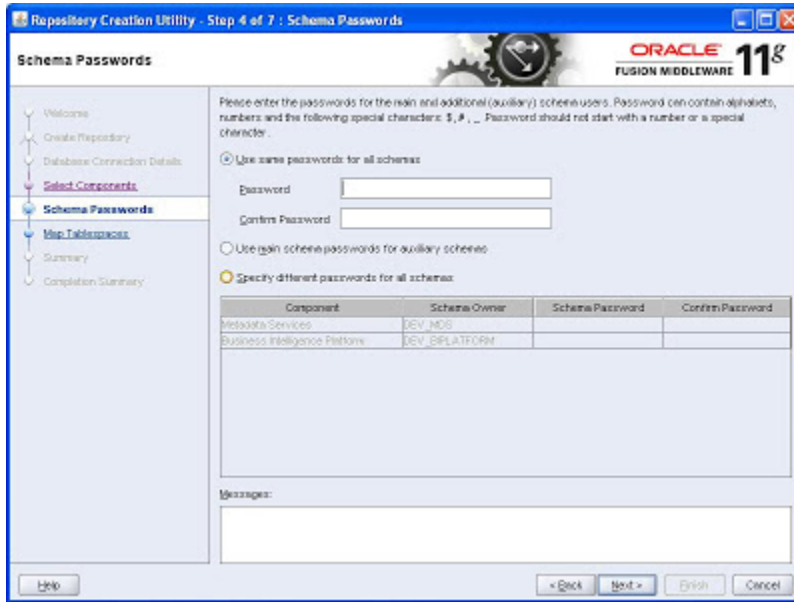 Repository Creation Utility - Step 4 of 7 : Schema Passwords
Schema Passwords
ORACLE
FUSION MIDDLEWARE
11g
Welcome
Create Repository
Database Connection Details
Select Components
Schema Passwords
Map Tablespaces
Summary
Completion Summary
Please enter the passwords for the main and additional (auxiliary) schema users. Password can contain alphabets,
numbers and the following special characters: $, # , _ . Password should not start with a number or a special
character.
Use same passwords for all schemas
Password
Confirm Password
Use main schema passwords for auxiliary schemas
Specify different passwords for all schemas
Component Schema Owner Schema Password Confirm Password
Metadata Services DEV_MDS
Business Intelligence Platform DEV_BIPLATFORM
Messages:
Help < Back Next > Finish Cancel